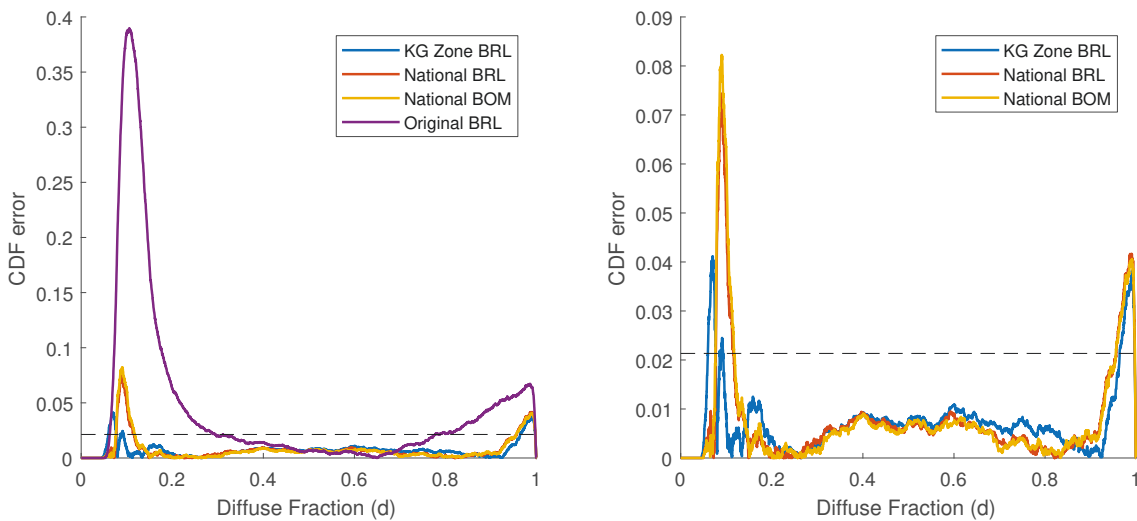 0.4
0.35
0.3
0.25
0.2
0.15
0.1
0.05
0
CDF error
0 0.2 0.4 0.6 0.8 1
Diffuse Fraction (d)
KG Zone BRL
National BRL
National BOM
Original BRL
0.09
0.08
0.07
0.06
0.05
0.04
0.03
0.02
0.01
0
CDF error
0 0.2 0.4 0.6 0.8 1
Diffuse Fraction (d)
KG Zone BRL
National BRL
National BOM